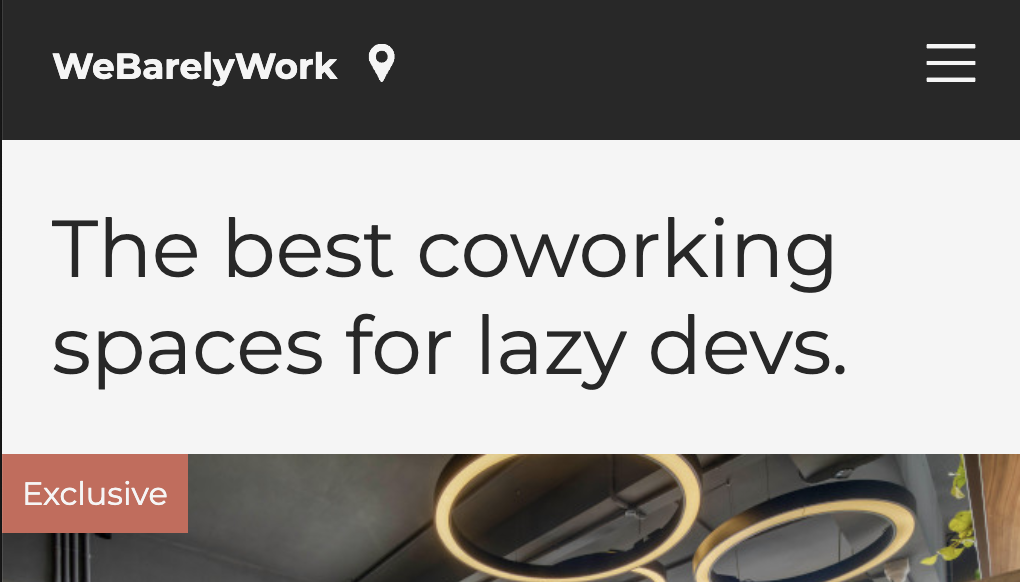 WeBarelyWork
The best coworking
spaces for lazy devs.
Exclusive